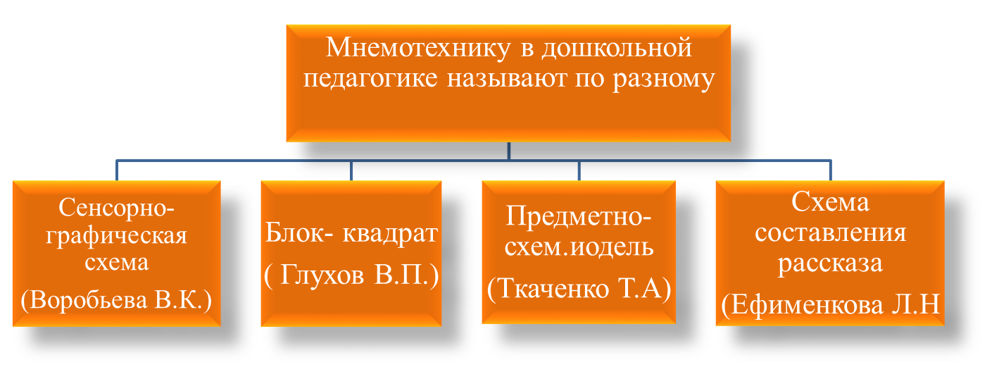 Мнемотехнику в дошкольной
педагогике называют по разному
Сенсорно-
графическая
схема
(Воробьева В.К.)
Блок- квадрат
( Глухов В.П.)
Предметно-
схем.иодель
(Ткаченко Т.А)
Схема
составления
рассказа
(Ефименкова Л.Н